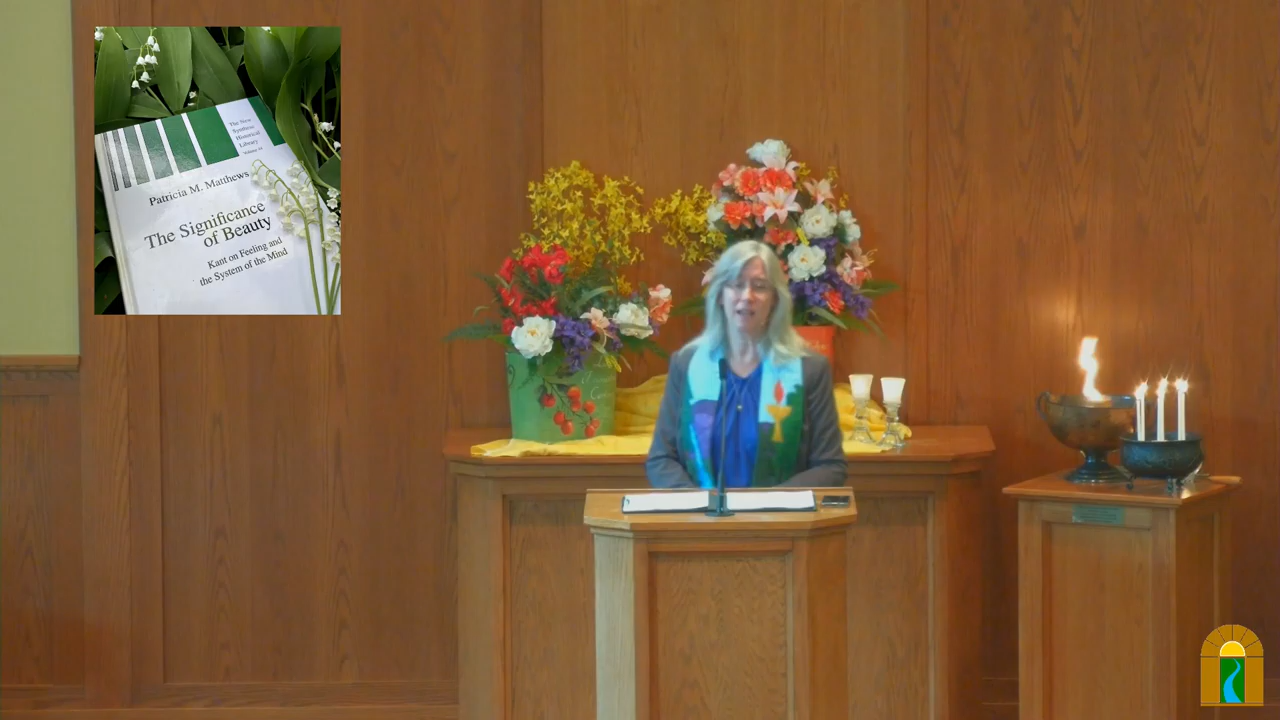 The New
Synthese
Historical
Library
Patricia M. Matthews
The Significance
of Beauty
Kant on Feeling and
the System of the Mind